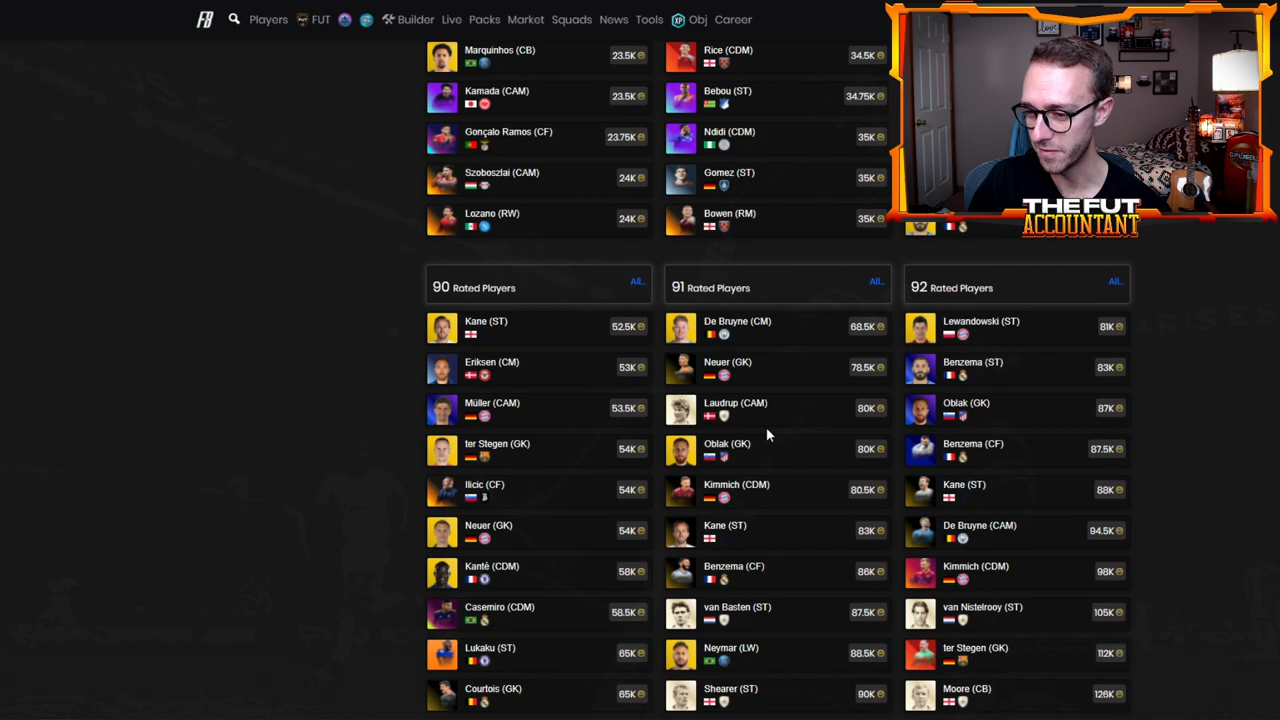 FB Players FUT Builder Live Packs Market Squads News Tools XP Obj Career
Marquinhos (CB) 23.5K
Kamada (CAM) 23.5K
Gonçalo Ramos (CF) 23.75K
Szoboszlai (CAM) 24K
Lozano (RW) 24K
Rice (CDM) 34.5K
Bebou (ST) 34.75K
Ndidi (CDM) 35K
Gomez (ST) 35K
Bowen (RM) 35K
THE FUT
ACCOUNTANT
90 Rated Players All..
Kane (ST) 52.5K
Eriksen (CM) 53K
Müller (CAM) 53.5K
ter Stegen (GK) 54K
Ilicic (CF) 54K
Neuer (GK) 54K
Kanté (CDM) 58K
Casemiro (CDM) 58.5K
Lukaku (ST) 65K
Courtois (GK) 65K
91 Rated Players All..
De Bruyne (CM) 68.5K
Neuer (GK) 78.5K
Laudrup (CAM) 80K
Oblak (GK) 80K
Kimmich (CDM) 80.5K
Kane (ST) 83K
Benzema (CF) 86K
van Basten (ST) 87.5K
Neymar (LW) 88.5K
Shearer (ST) 90K
92 Rated Players All..
Lewandowski (ST) 81K
Benzema (ST) 83K
Oblak (GK) 87K
Benzema (CF) 87.5K
Kane (ST) 88K
De Bruyne (CAM) 94.5K
Kimmich (CDM) 98K
van Nistelrooy (ST) 105K
ter Stegen (GK) 112K
Moore (CB) 126K